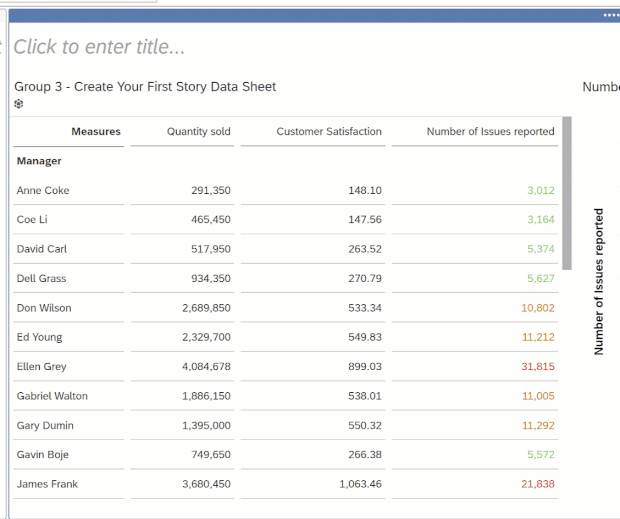 Click to enter title...
Group 3 - Create Your First Story Data Sheet
Measures Quantity sold Customer Satisfaction Number of Issues reported
Manager
Anne Coke 291,350 148.10 3,012
Coe Li 465,450 147.56 3,164
David Carl 517,950 263.52 5,374
Dell Grass 934,350 270.79 5,627
Don Wilson 2,689,850 533.34 10,802
Ed Young 2,329,700 549.83 11,212
Ellen Grey 4,084,678 899.03 31,815
Gabriel Walton 1,886,150 538.01 11,005
Gary Dumin 1,395,000 550.32 11,292
Gavin Boje 749,650 266.38 5,572
James Frank 3,680,450 1,063.46 21,838
Number of Issues reported